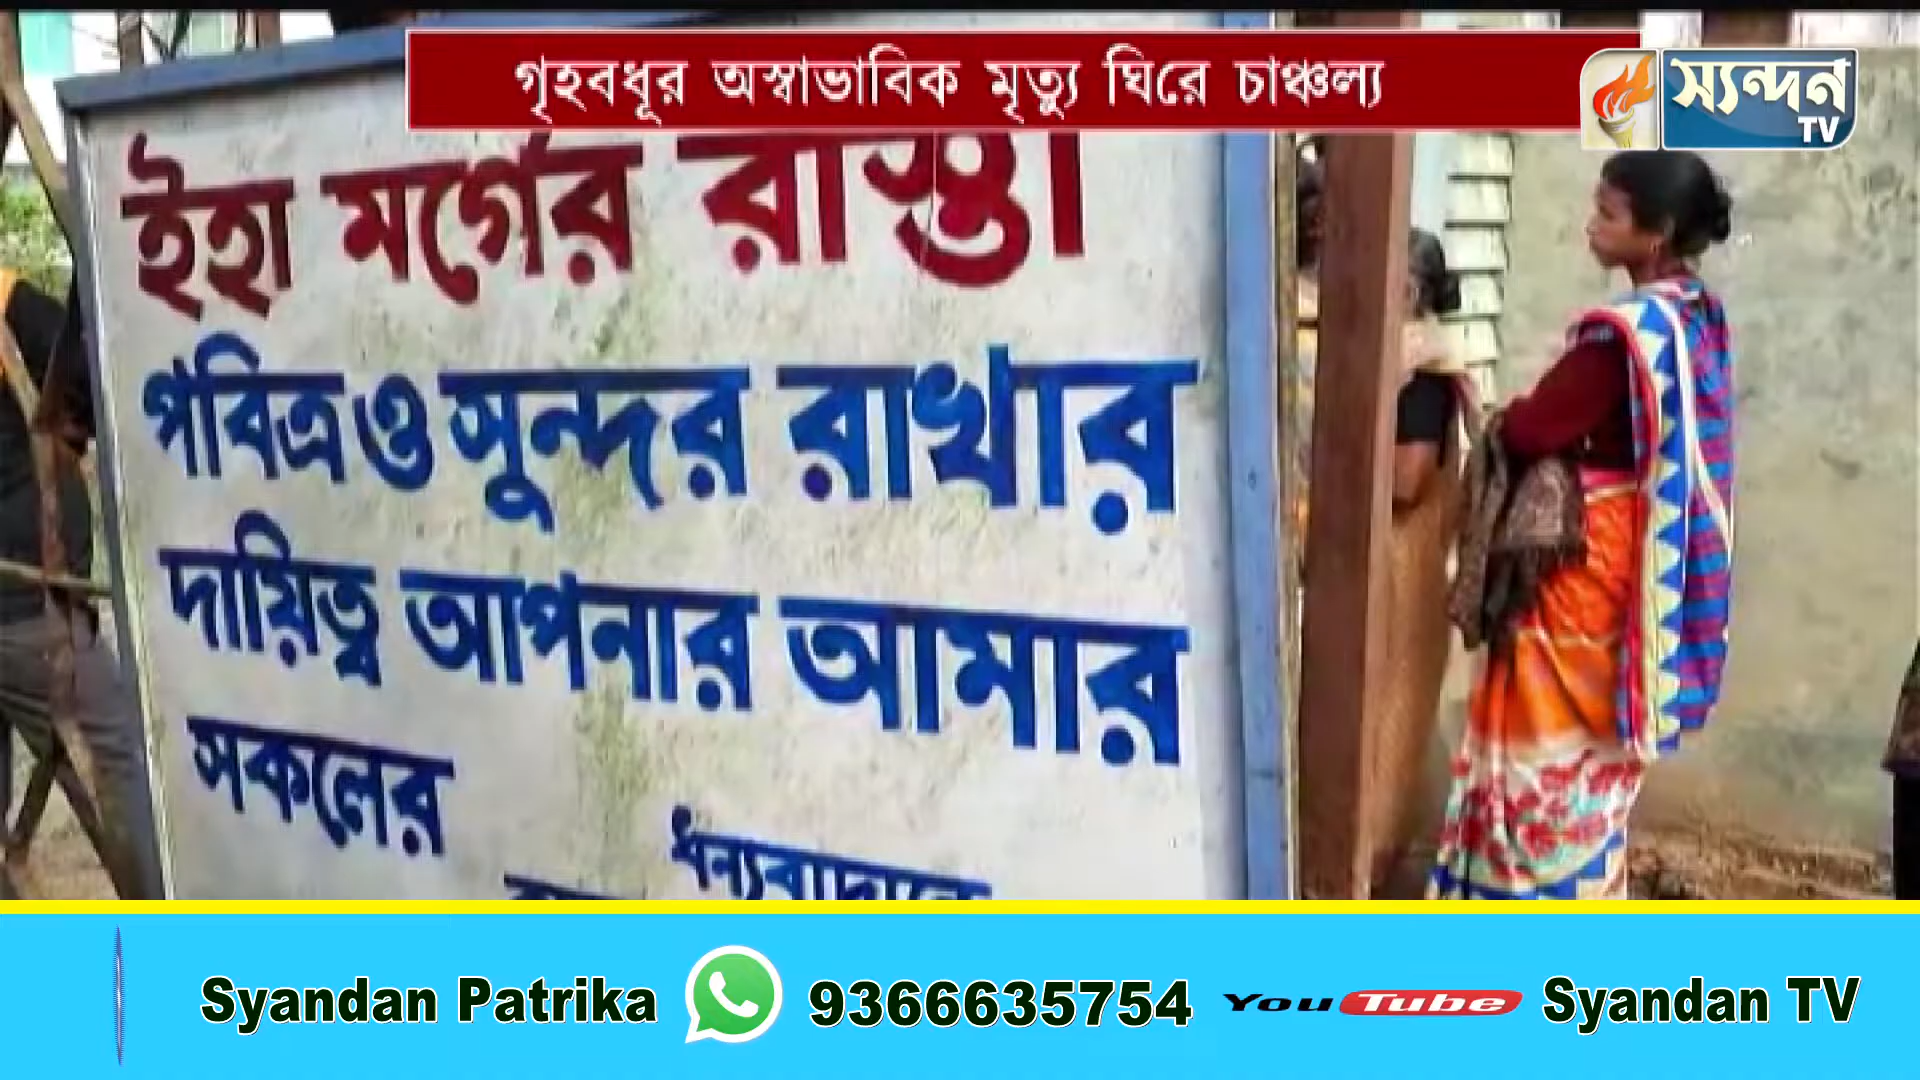 গৃহবধূর অস্বাভাবিক মৃত্যু ঘিরে চাঞ্চল্য
স্যন্দন
TV
ইহা মর্গের রাস্তা
পবিত্র ও সুন্দর রাখার
দায়িত্ব আপনার আমার
সকলের
Syandan Patrika 9366635754 YouTube Syandan TV